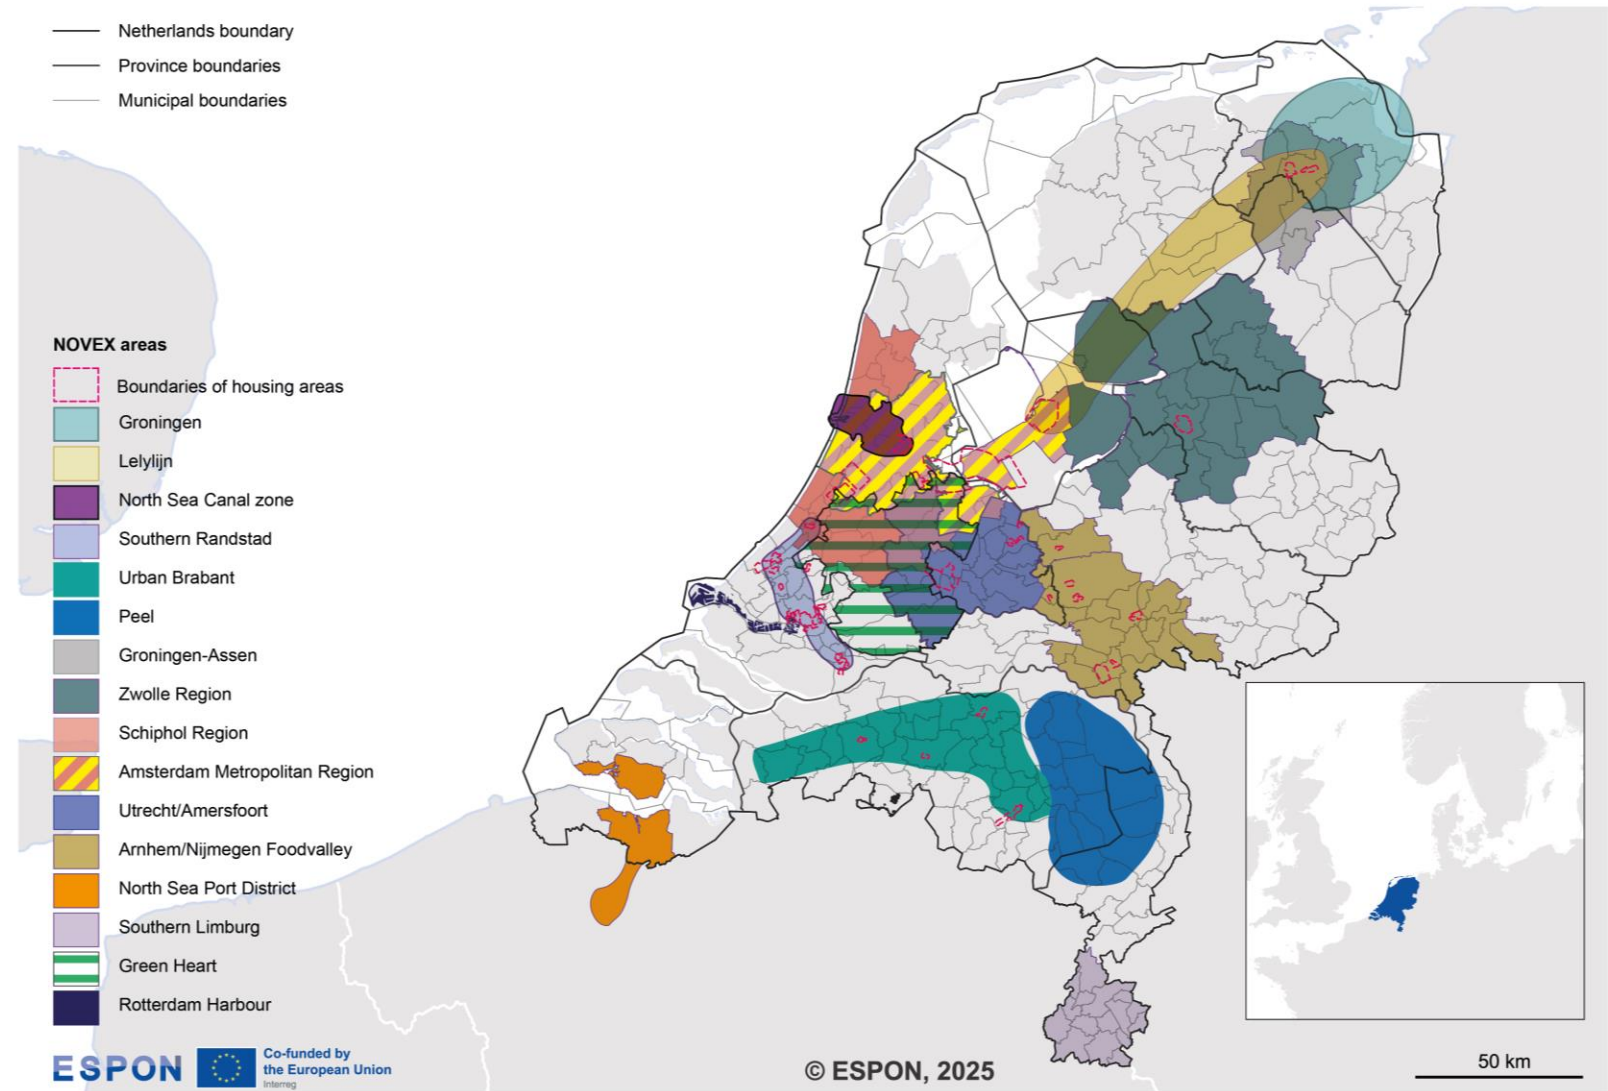 Netherlands boundary
Province boundaries
Municipal boundaries
NOVEX areas
Boundaries of housing areas
Groningen
Lelylijn
North Sea Canal zone
Southern Randstad
Urban Brabant
Peel
Groningen-Assen
Zwolle Region
Schiphol Region
Amsterdam Metropolitan Region
Utrecht/Amersfoort
Arnhem/Nijmegen Foodvalley
North Sea Port District
Southern Limburg
Green Heart
Rotterdam Harbour
ESPON
Co-funded by
the European Union
Interreg
© ESPON, 2025
50 km